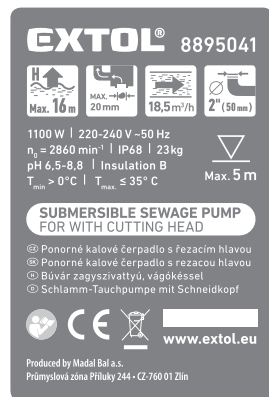 EXTOL® 8895041
H
Max. 16 m
MAX.
20 mm
18,5 m³/h
2" (50 mm)
1100 W | 220-240 V ~50 Hz
n₀ = 2860 min⁻¹ | IP68 | 23kg
pH 6,5-8,8 | Insulation B
Tmin > 0°C | Tmax. ≤ 35° C
Max. 5 m
SUBMERSIBLE SEWAGE PUMP
FOR WITH CUTTING HEAD
CZ Ponorné kalové čerpadlo s řezacím hlavou
SK Ponorné kalové čerpadlo s rezacou hlavou
H Búvár zagyszivattyú, vágókéssel
D Schlamm-Tauchpumpe mit Schneidkopf
CE
www.extol.eu
Produced by Madal Bal a.s.
Průmyslová zóna Příluky 244 • CZ-760 01 Zlín